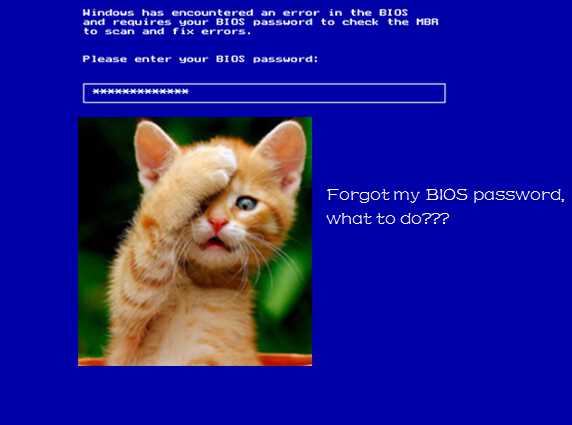 Windows has encountered an error in the BIOS
and requires your BIOS password to check the MBR
to scan and fix errors.
Please enter your BIOS password:
*************
Forgot my BIOS password,
what to do???